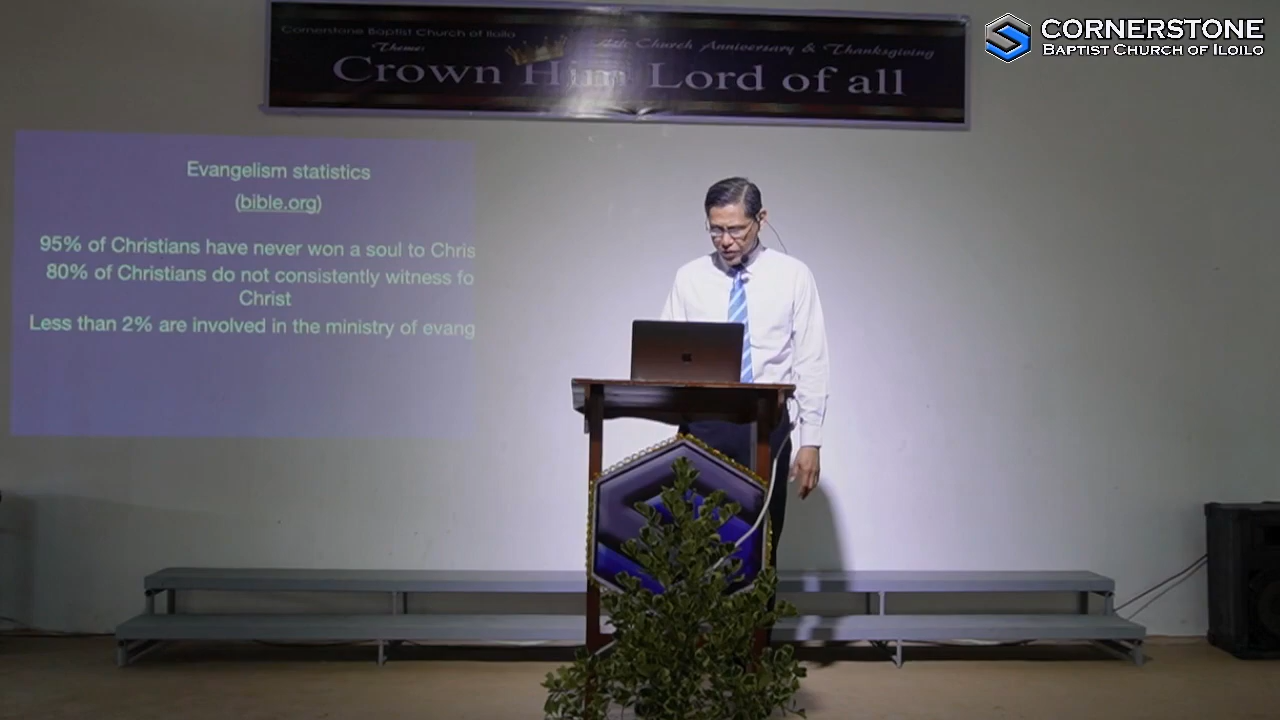 CORNERSTONE
BAPTIST CHURCH OF ILOILO
Cornerstone Baptist Church of Iloilo
Theme:
Church Anniversary & Thanksgiving
Crown Him Lord of all
Evangelism statistics
(bible.org)
95% of Christians have never won a soul to Chris
80% of Christians do not consistently witness fo
Christ
Less than 2% are involved in the ministry of evang